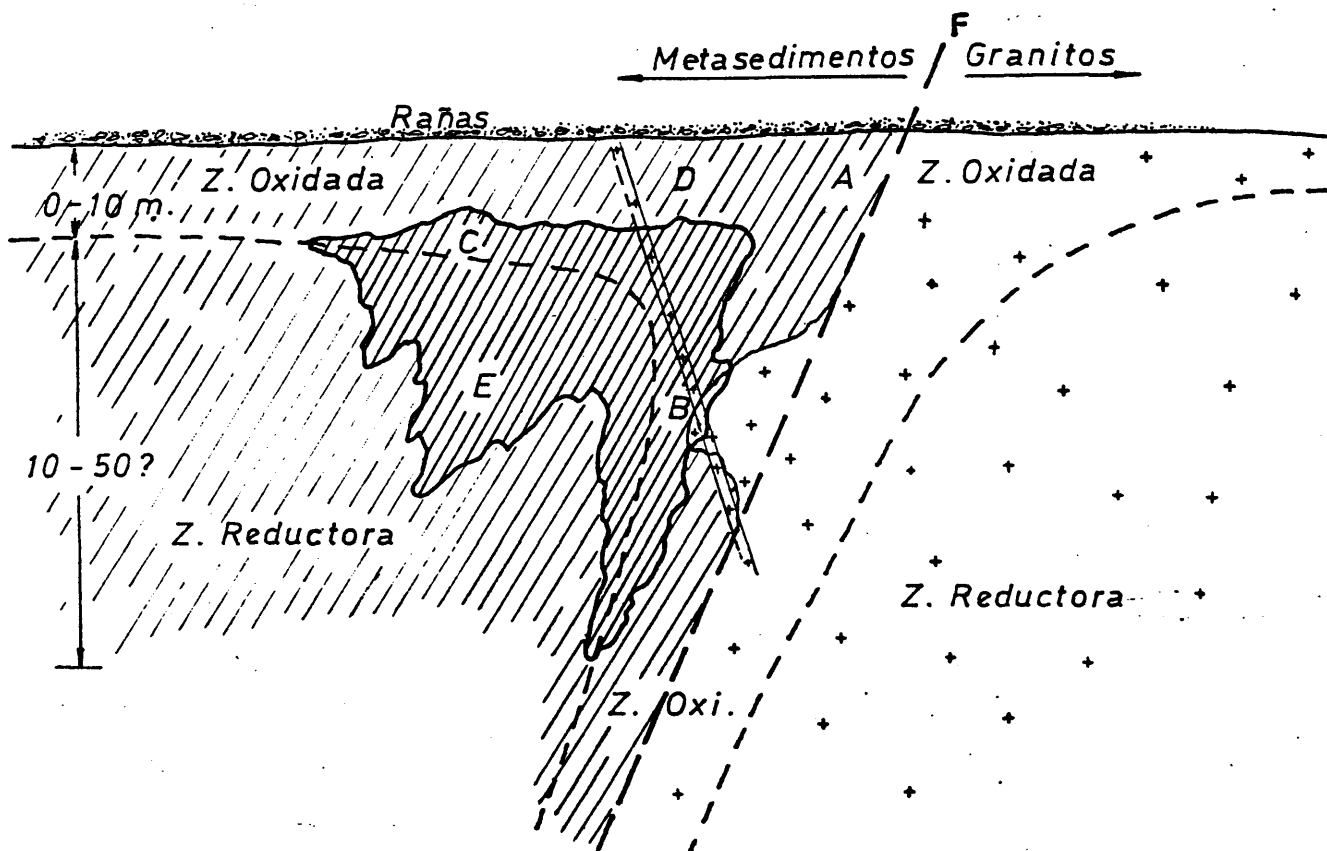 F
Metasedimentos Granitos
Rañas
Z. Oxidada D A Z. Oxidada
0-10 m.
C
E B
10-50?
Z. Reductora
Z. Reductora
Z. Oxi.